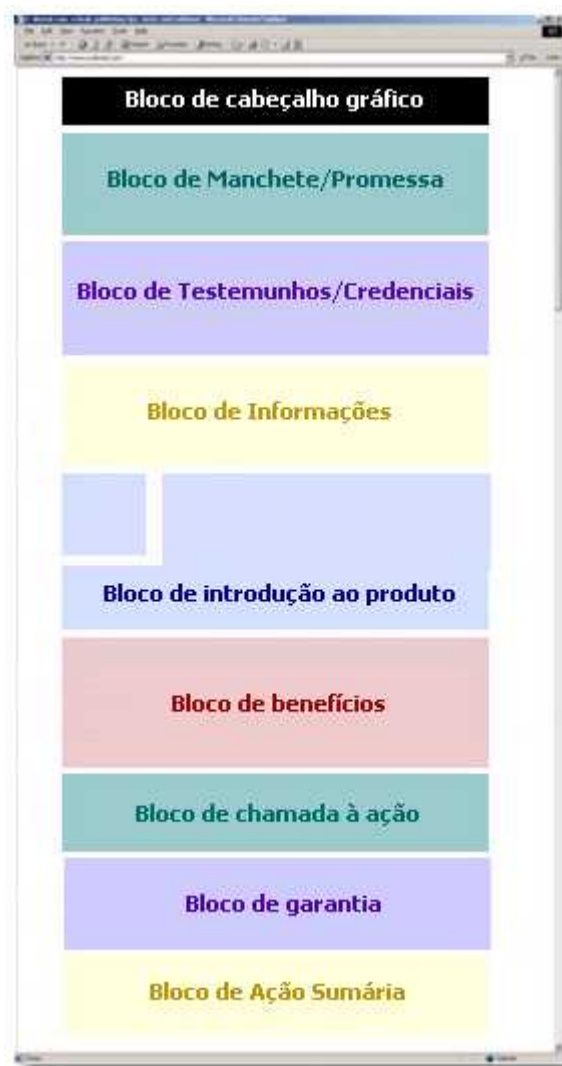 Bloco de cabeçalho gráfico
Bloco de Manchete/Promessa
Bloco de Testemunhos/Credenciais
Bloco de Informações
Bloco de introdução ao produto
Bloco de benefícios
Bloco de chamada à ação
Bloco de garantia
Bloco de Ação Sumária